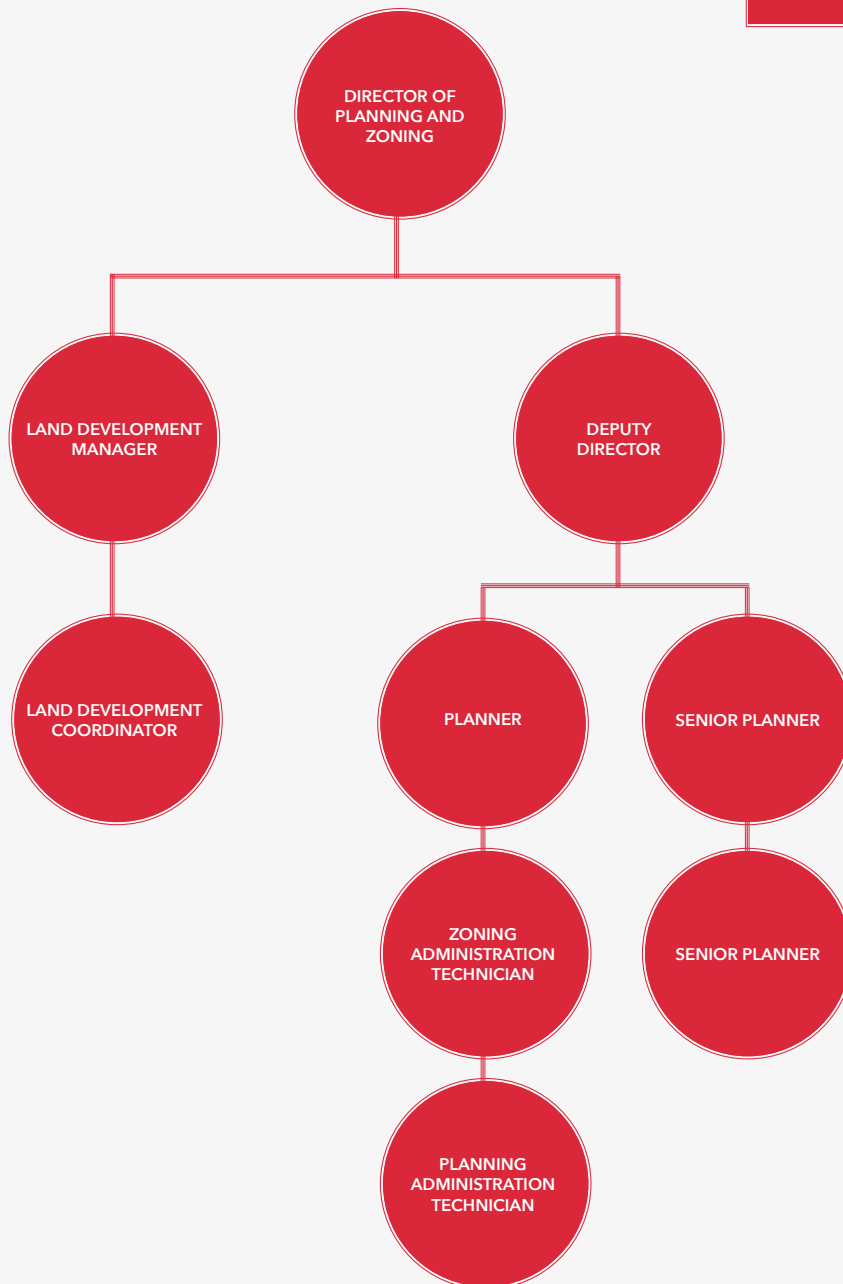 DIRECTOR OF
PLANNING AND
ZONING
LAND DEVELOPMENT
MANAGER
DEPUTY
DIRECTOR
LAND DEVELOPMENT
COORDINATOR
PLANNER
SENIOR PLANNER
ZONING
ADMINISTRATION
TECHNICIAN
SENIOR PLANNER
PLANNING
ADMINISTRATION
TECHNICIAN